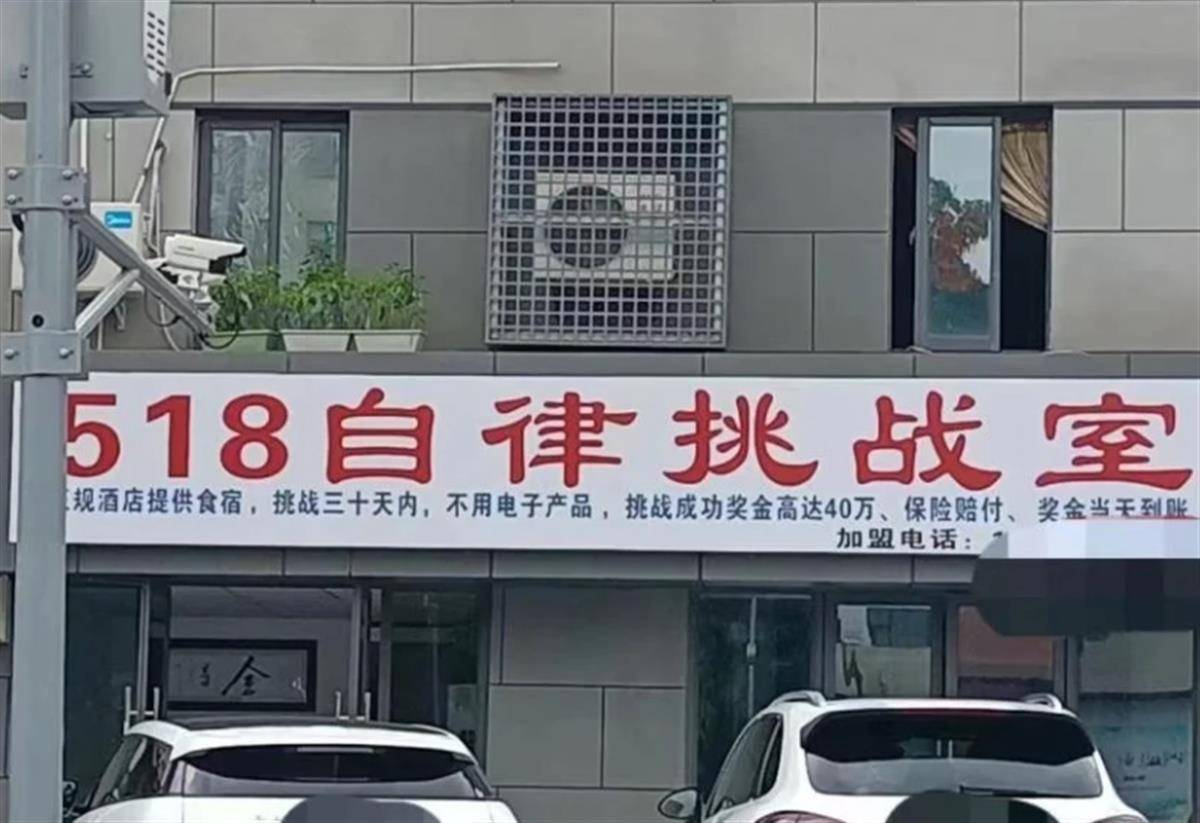 518自律挑战室
正规酒店提供食宿，挑战三十天内，不用电子产品，挑战成功奖金高达40万、保险赔付、奖金当天到账
加盟电话：
Midea